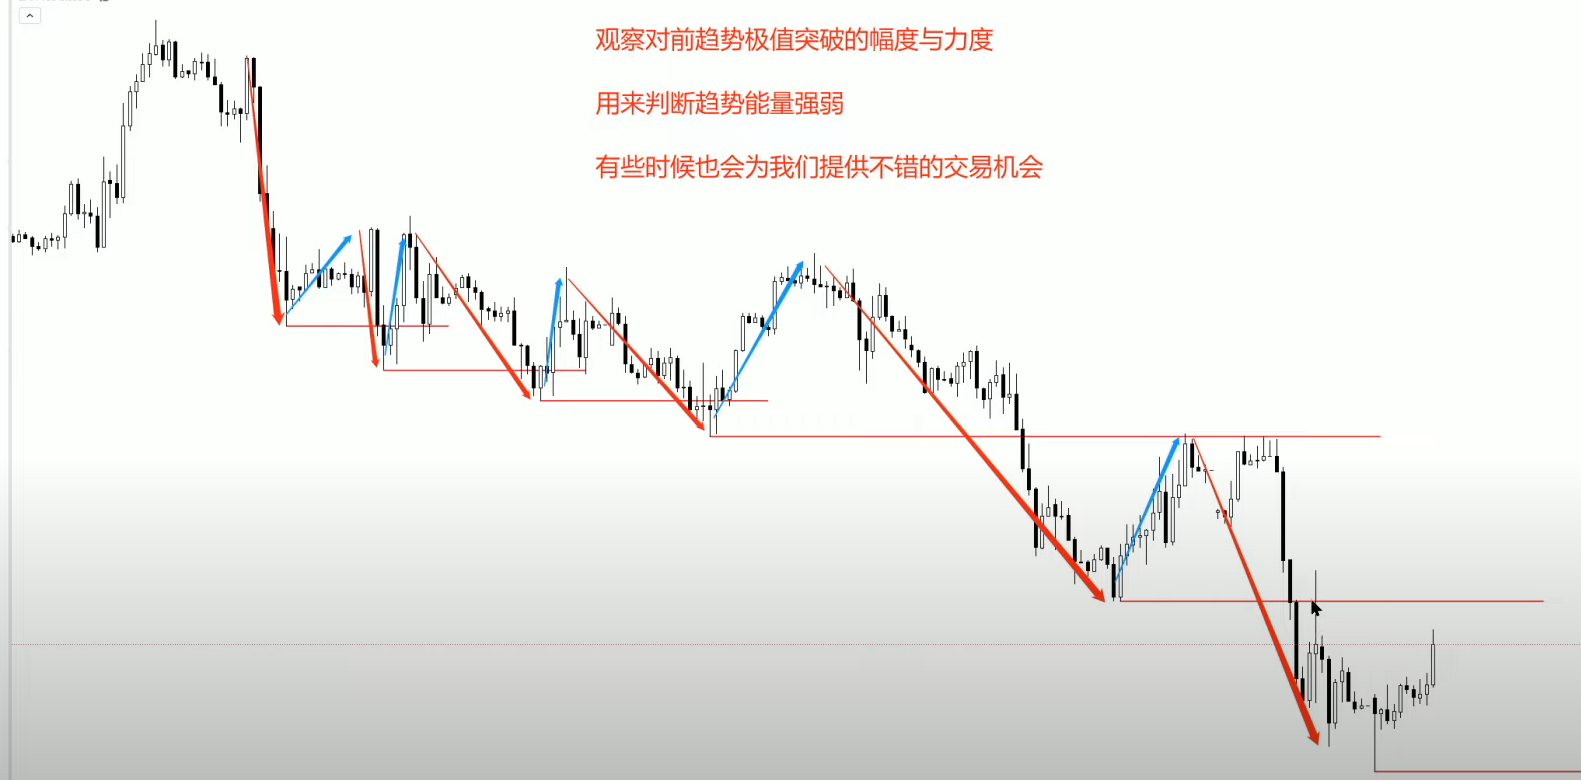 观察对前趋势极值突破的幅度与力度
用来判断趋势能量强弱
有些时候也会为我们提供不错的交易机会